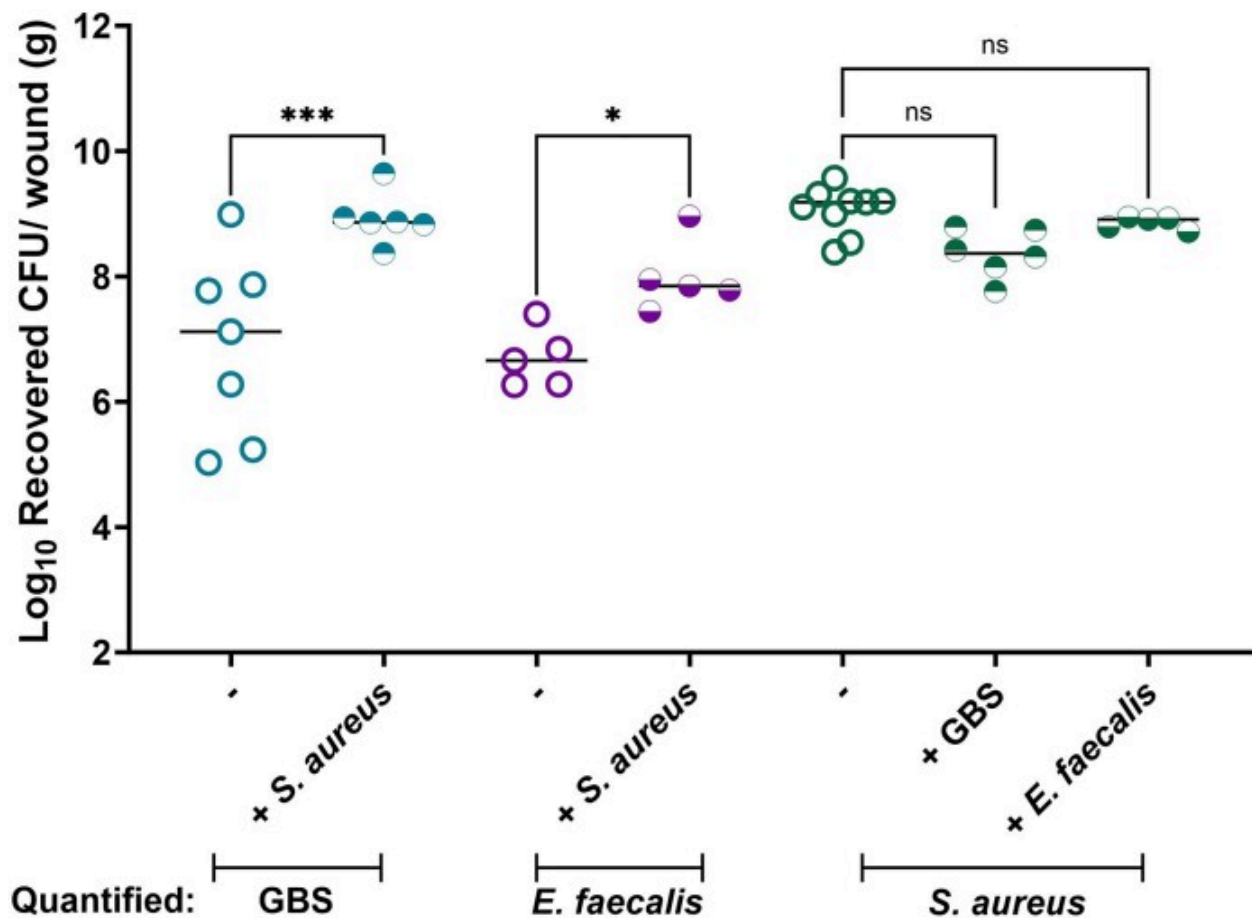 Log10 Recovered CFU/ wound (g)
12
10
8
6
4
2
***
*
ns
ns
-
+ S. aureus
-
+ S. aureus
-
+ GBS
+ E. faecalis
Quantified: GBS E. faecalis S. aureus